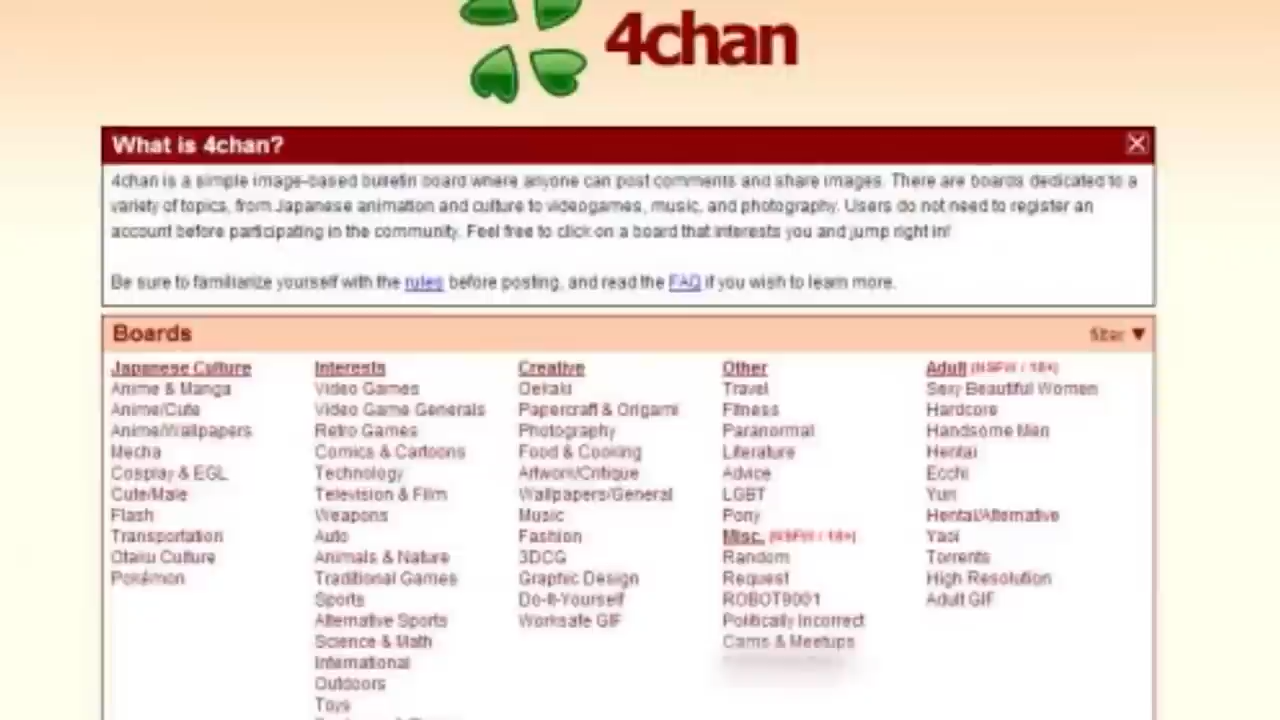 4chan
What is 4chan?
4chan is a simple image-based bulletin board where anyone can post comments and share images. There are boards dedicated to a
variety of topics, from Japanese animation and culture to videogames, music, and photography. Users do not need to register an
account before participating in the community. Feel free to click on a board that interests you and jump right in!
Be sure to familiarize yourself with the rules before posting, and read the FAQ if you wish to learn more.
Boards
filter ▼
Japanese Culture
Anime & Manga
Anime/Cute
Anime/Wallpapers
Mecha
Cosplay & EGL
Cute/Male
Flash
Transportation
Otaku Culture
Pokémon
Interests
Video Games
Video Game Generals
Retro Games
Comics & Cartoons
Technology
Television & Film
Weapons
Auto
Animals & Nature
Traditional Games
Sports
Alternative Sports
Science & Math
International
Outdoors
Toys
Creative
Oekaki
Papercraft & Origami
Photography
Food & Cooking
Artwork/Critique
Wallpapers/General
Music
Fashion
3DCG
Graphic Design
Do-It-Yourself
Worksafe GIF
Other
Travel
Fitness
Paranormal
Literature
Advice
LGBT
Pony
Misc. (NSFW / 18+)
Random
Request
ROBOT9001
Politically Incorrect
Cams & Meetups
Adult (NSFW / 18+)
Sexy Beautiful Women
Hardcore
Handsome Men
Hentai
Ecchi
Yuri
Hentai/Alternative
Yaoi
Torrents
High Resolution
Adult GIF